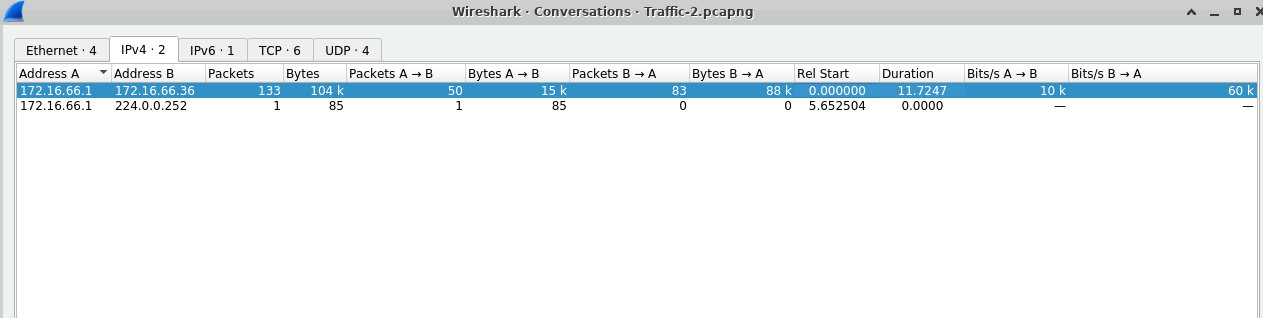 Wireshark · Conversations · Traffic-2.pcapng
Ethernet · 4 IPv4 · 2 IPv6 · 1 TCP · 6 UDP · 4
Address A Address B Packets Bytes Packets A → B Bytes A → B Packets B → A Bytes B → A Rel Start Duration Bits/s A → B Bits/s B → A
172.16.66.1 172.16.66.36 133 104 k 50 15 k 83 88 k 0.000000 11.7247 10 k 60 k
172.16.66.1 224.0.0.252 1 85 1 85 0 0 5.652504 0.0000 — —